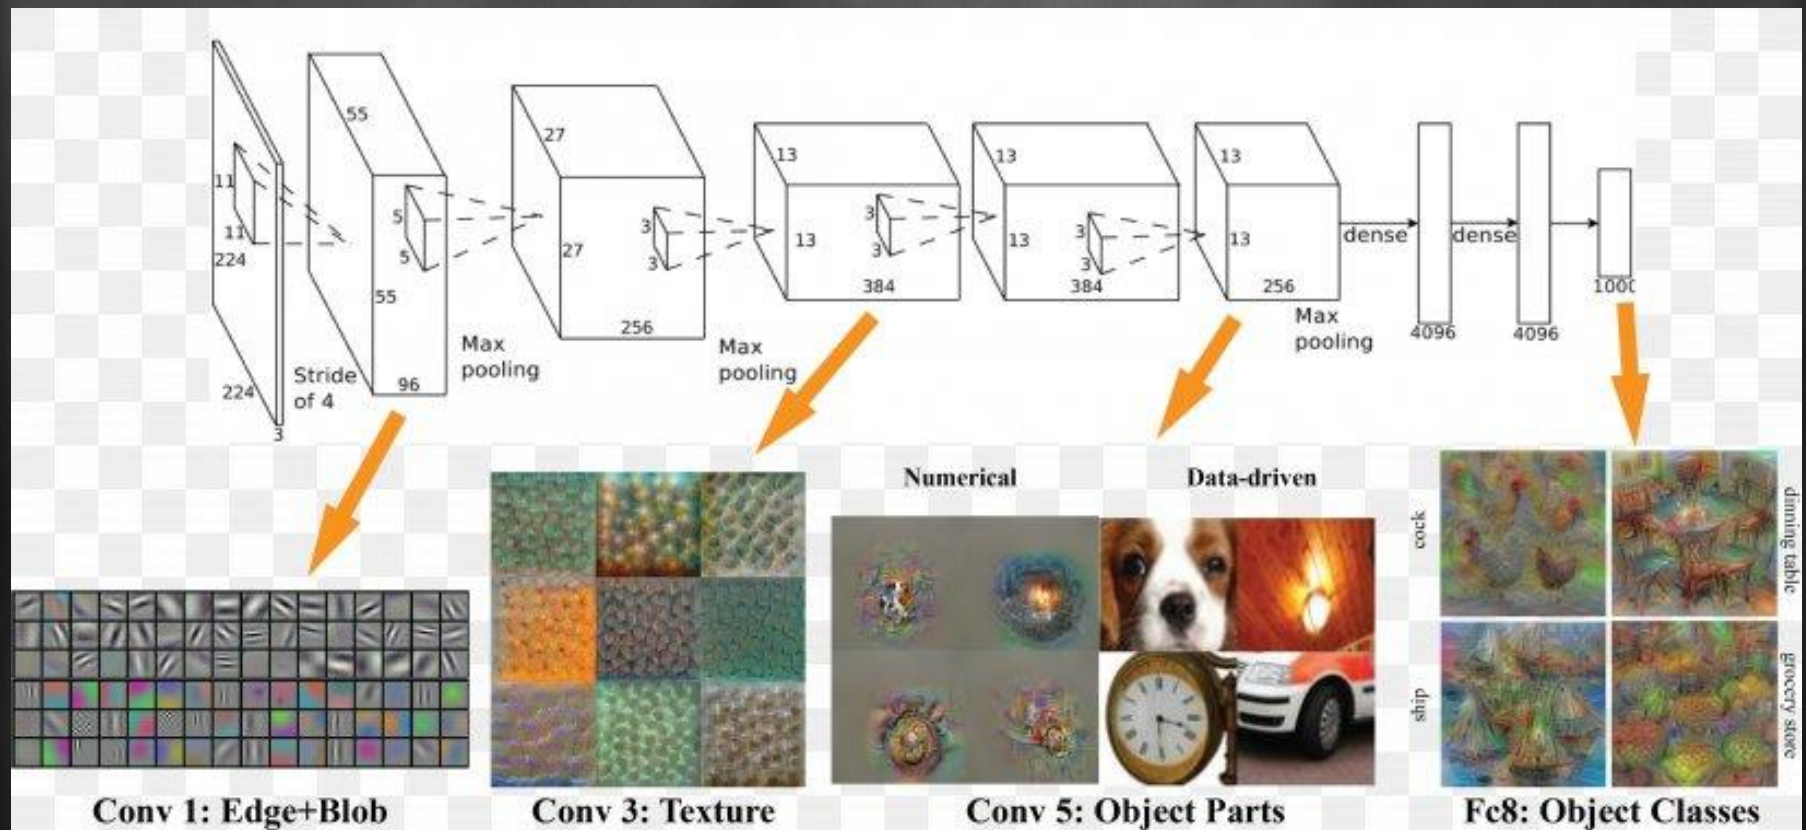 11
11
224
224
3
Stride
of 4
55
5
5
55
96
Max
pooling
27
3
3
27
256
Max
pooling
13
3
3
13
384
13
3
3
13
384
13
13
256
Max
pooling
dense
4096
dense
4096
1000
Numerical
Data-driven
cock
dinning table
ship
grocery store
Conv 1: Edge+Blob
Conv 3: Texture
Conv 5: Object Parts
Fc8: Object Classes